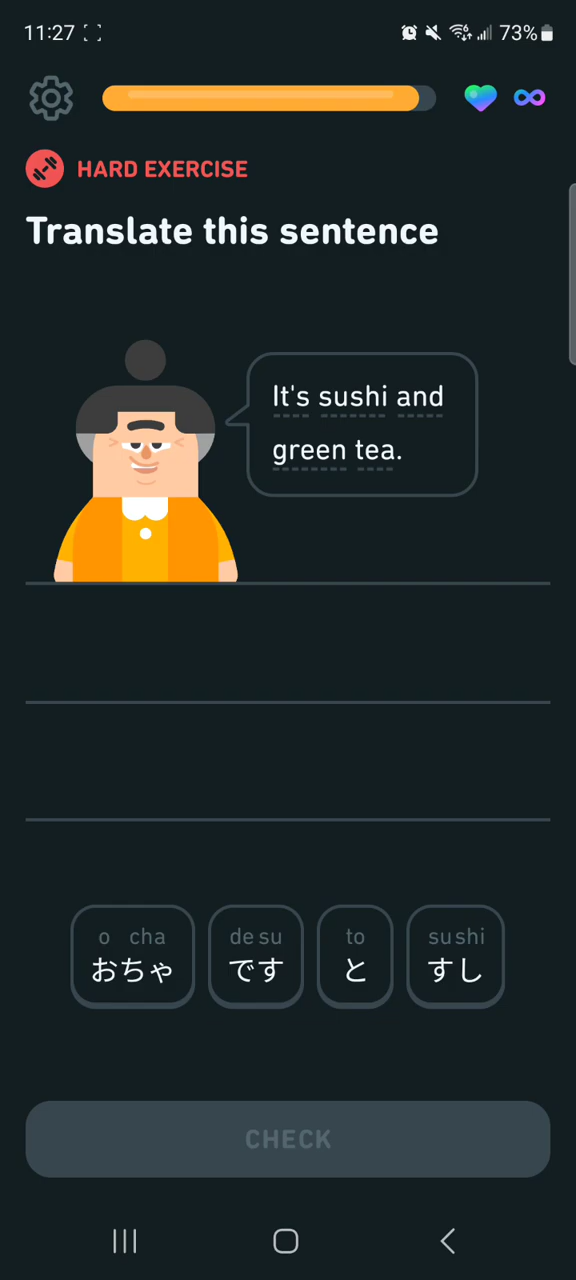 11:27 73%
HARD EXERCISE
Translate this sentence
It's sushi and
green tea.
o cha de su to su shi
おちゃ です と すし
CHECK